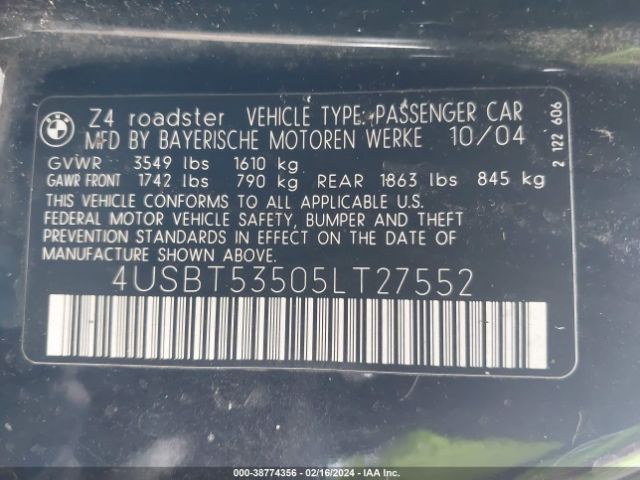 BMW
Z4 roadster VEHICLE TYPE: PASSENGER CAR
MFD BY BAYERISCHE MOTOREN WERKE 10/04
GVWR 3549 lbs 1610 kg
GAWR FRONT 1742 lbs 790 kg REAR 1863 lbs 845 kg
THIS VEHICLE CONFORMS TO ALL APPLICABLE
FEDERAL MOTOR VEHICLE SAFETY, BUMPER AND THEFT
PREVENTION STANDARDS IN EFFECT ON THE DATE OF
MANUFACTURE SHOWN ABOVE.
4USBT53505LT27552
2 122 606
000-38774356 - 02/16/2024 - IAA Inc.